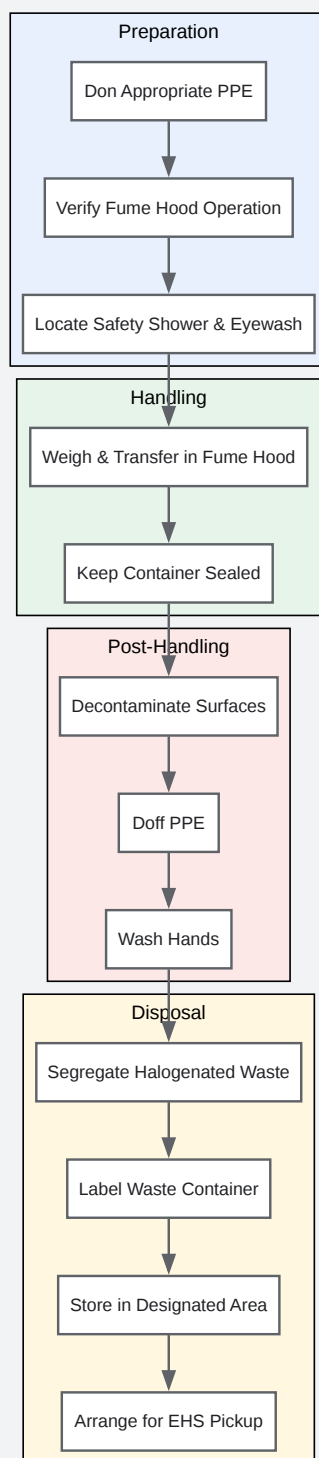 Preparation
Don Appropriate PPE
Verify Fume Hood Operation
Locate Safety Shower & Eyewash
Handling
Weigh & Transfer in Fume Hood
Keep Container Sealed
Post-Handling
Decontaminate Surfaces
Doff PPE
Wash Hands
Disposal
Segregate Halogenated Waste
Label Waste Container
Store in Designated Area
Arrange for EHS Pickup